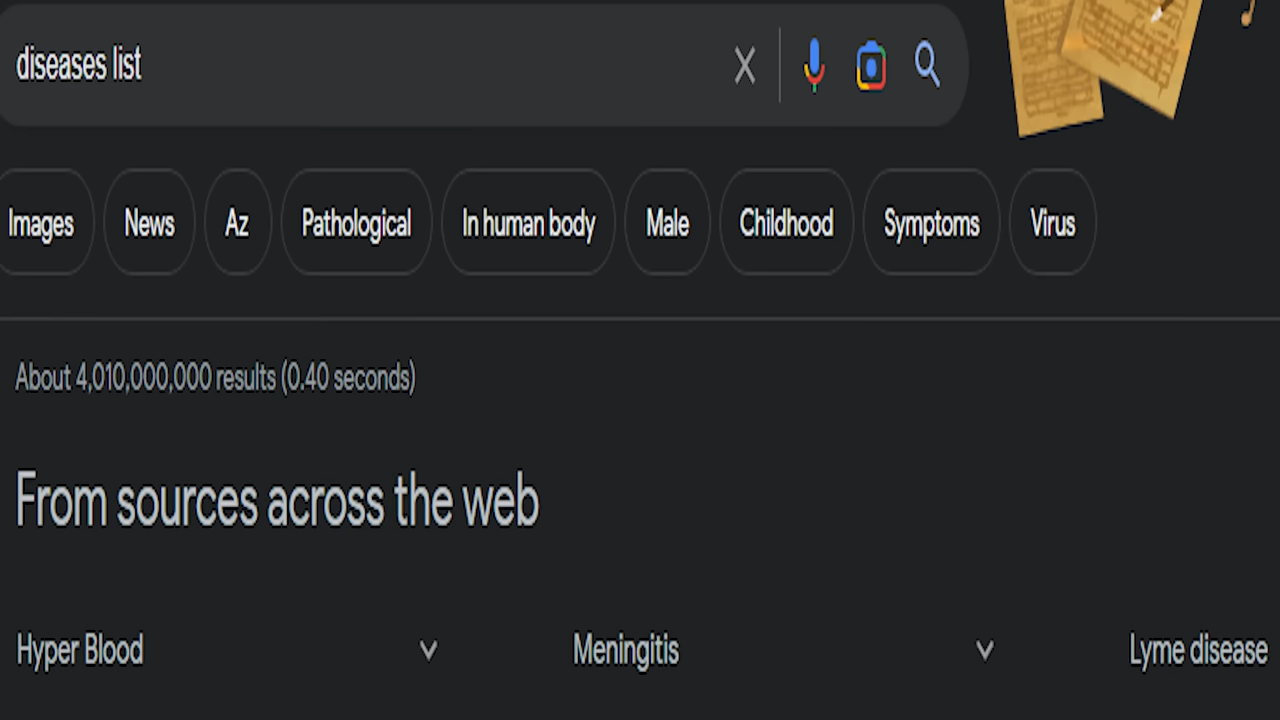 diseases list
Images News Az Pathological In human body Male Childhood Symptoms Virus
About 4,010,000,000 results (0.40 seconds)
From sources across the web
Hyper Blood Meningitis Lyme disease